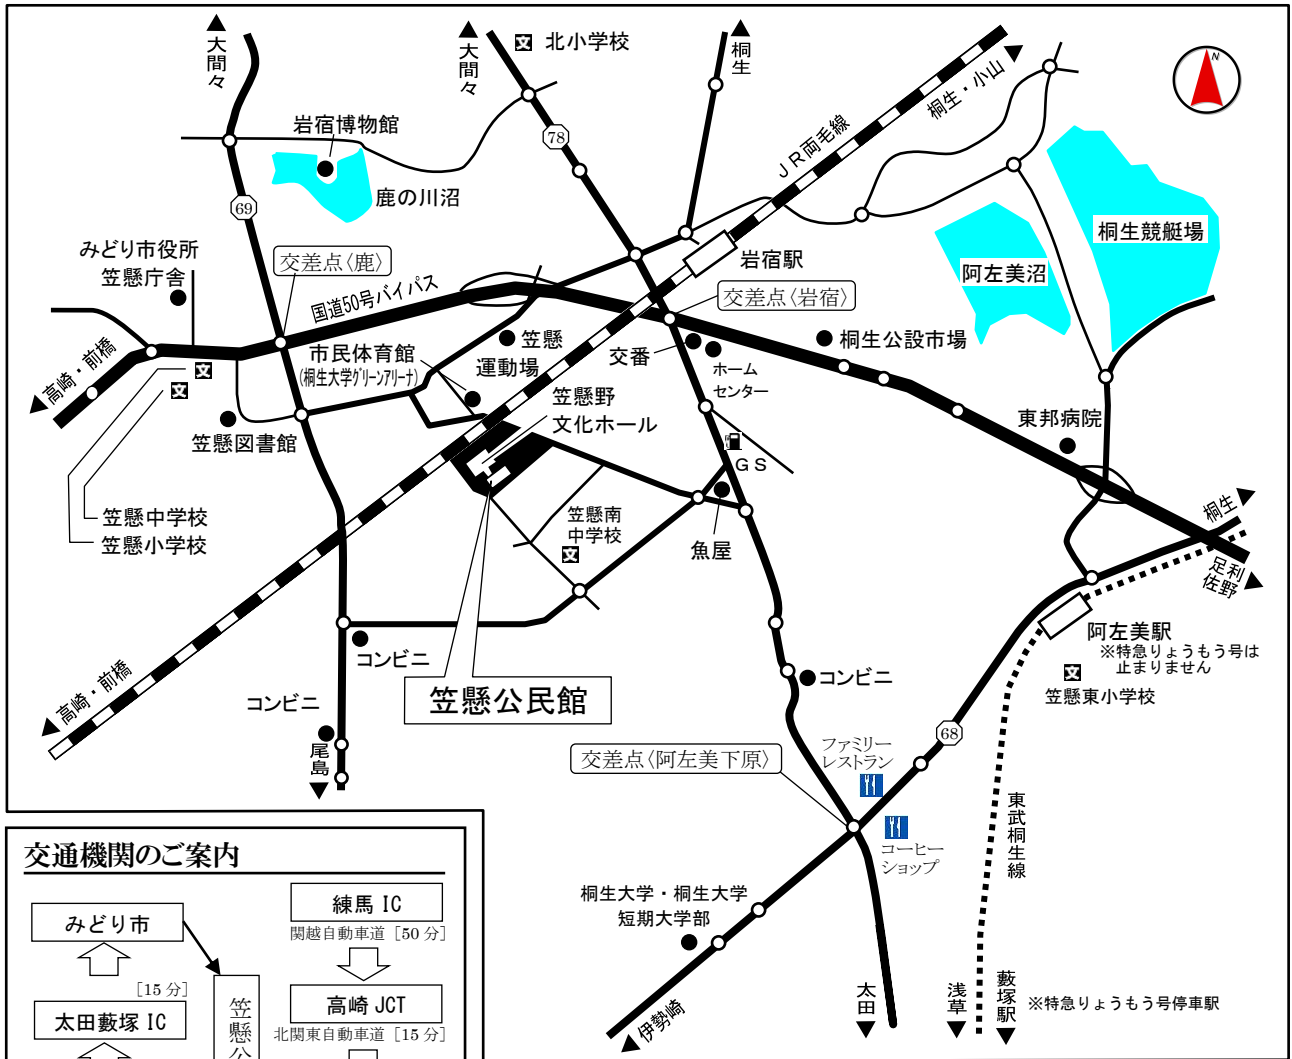 大間々
大間々
北小学校
桐生
N
桐生・小山
JR両毛線
岩宿博物館
78
鹿の川沼
69
みどり市役所
笠懸庁舎
交差点〈鹿〉
国道50号バイパス
岩宿駅
桐生競艇場
阿左美沼
交差点〈岩宿〉
高崎・前橋
市民体育館
(桐生大学グリーンアリーナ)
笠懸
運動場
交番
ホーム
センター
桐生公設市場
笠懸図書館
笠懸野
文化ホール
東邦病院
GS
笠懸中学校
笠懸小学校
笠懸南
中学校
魚屋
桐生
足利
佐野
阿左美駅
※特急りょうもう号は
止まりません
笠懸東小学校
コンビニ
高崎・前橋
コンビニ
笠懸公民館
コンビニ
尾島
交差点〈阿左美下原〉
ファミリー
レストラン
68
コーヒー
ショップ
東武桐生線
桐生大学・桐生大学
短期大学部
伊勢崎
太田
浅草
藪塚駅
※特急りょうもう号停車駅
交通機関のご案内
みどり市
練馬 IC
関越自動車道 [50 分]
[15 分]
太田藪塚 IC
高崎 JCT
北関東自動車道 [15 分]
笠懸公